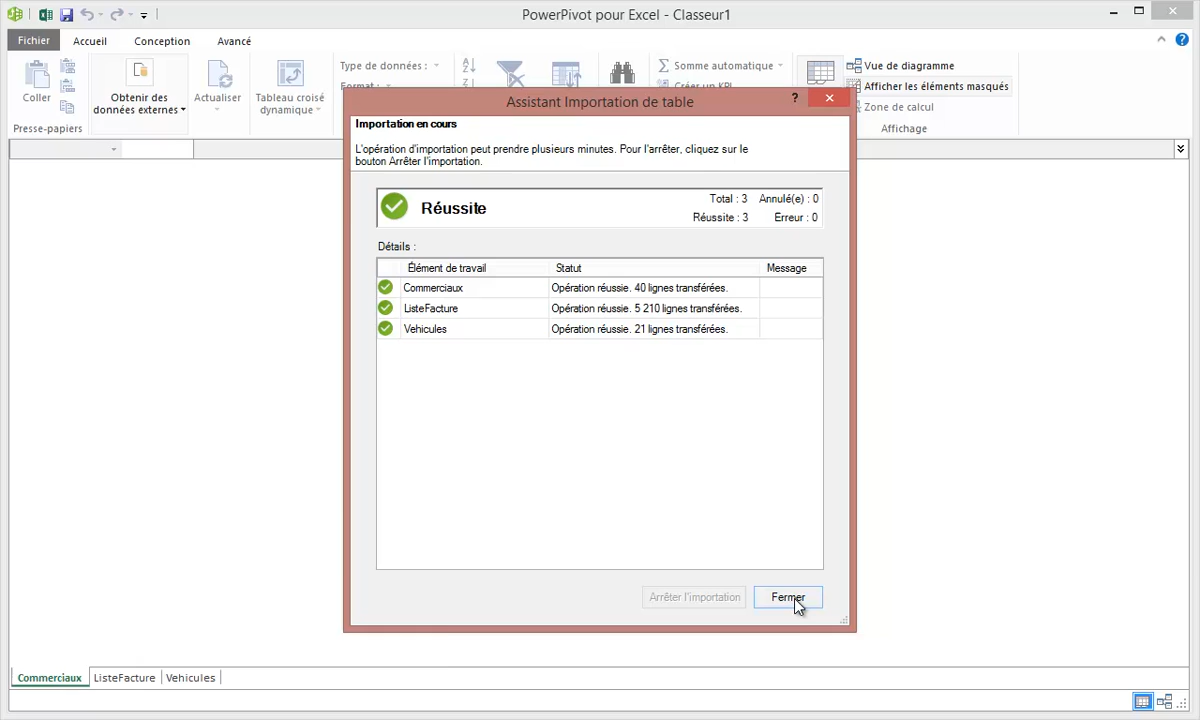 PowerPivot pour Excel - Classeur1
Fichier Accueil Conception Avancé
Coller
Presse-papiers
Obtenir des
données externes
Actualiser
Tableau croisé
dynamique
Type de données :
Format :
Somme automatique
Créer un KPI
Vue de diagramme
Afficher les éléments masqués
Zone de calcul
Affichage
Assistant Importation de table
Importation en cours
L'opération d'importation peut prendre plusieurs minutes. Pour l'arrêter, cliquez sur le
bouton Arrêter l'importation.
Réussite
Total : 3 Annulé(e) : 0
Réussite : 3 Erreur : 0
Détails :
Élément de travail Statut Message
Commerciaux Opération réussie. 40 lignes transférées.
ListeFacture Opération réussie. 5 210 lignes transférées.
Vehicules Opération réussie. 21 lignes transférées.
Arrêter l'importation Fermer
Commerciaux ListeFacture Vehicules